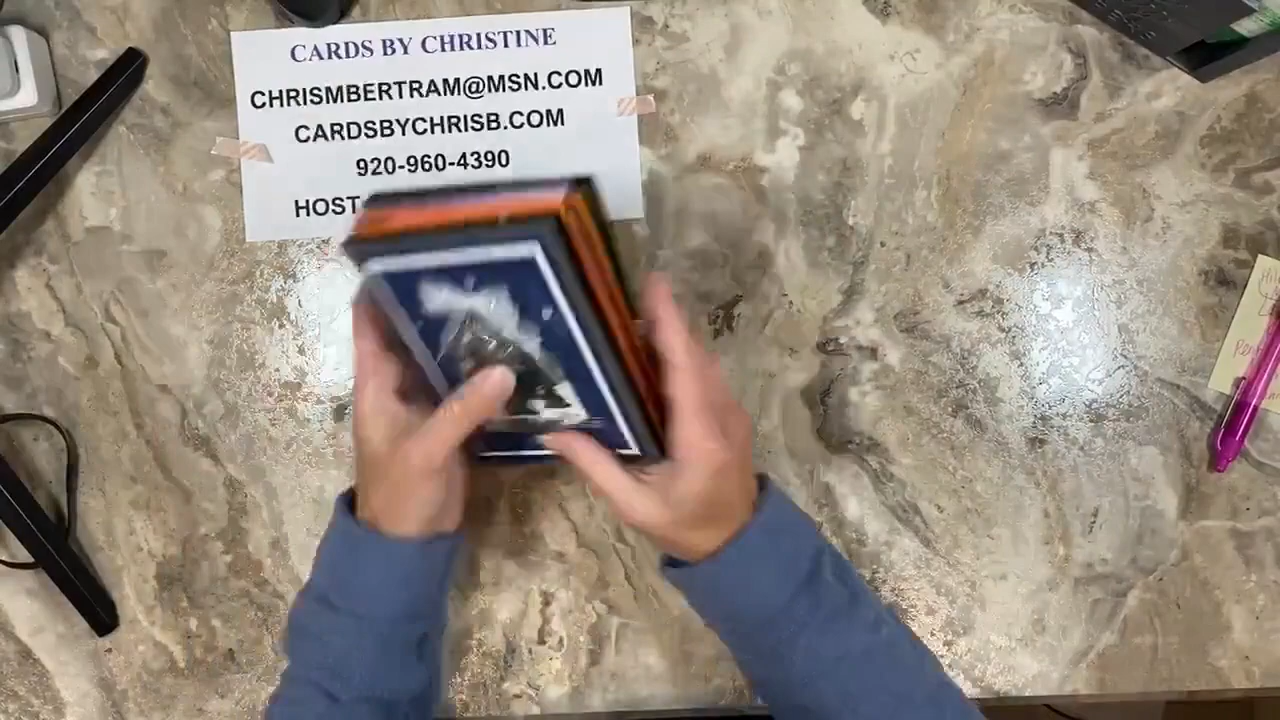 CARDS BY CHRISTINE
CHRISMBERTRAM@MSN.COM
CARDSBYCHRISB.COM
920-960-4390
HOST